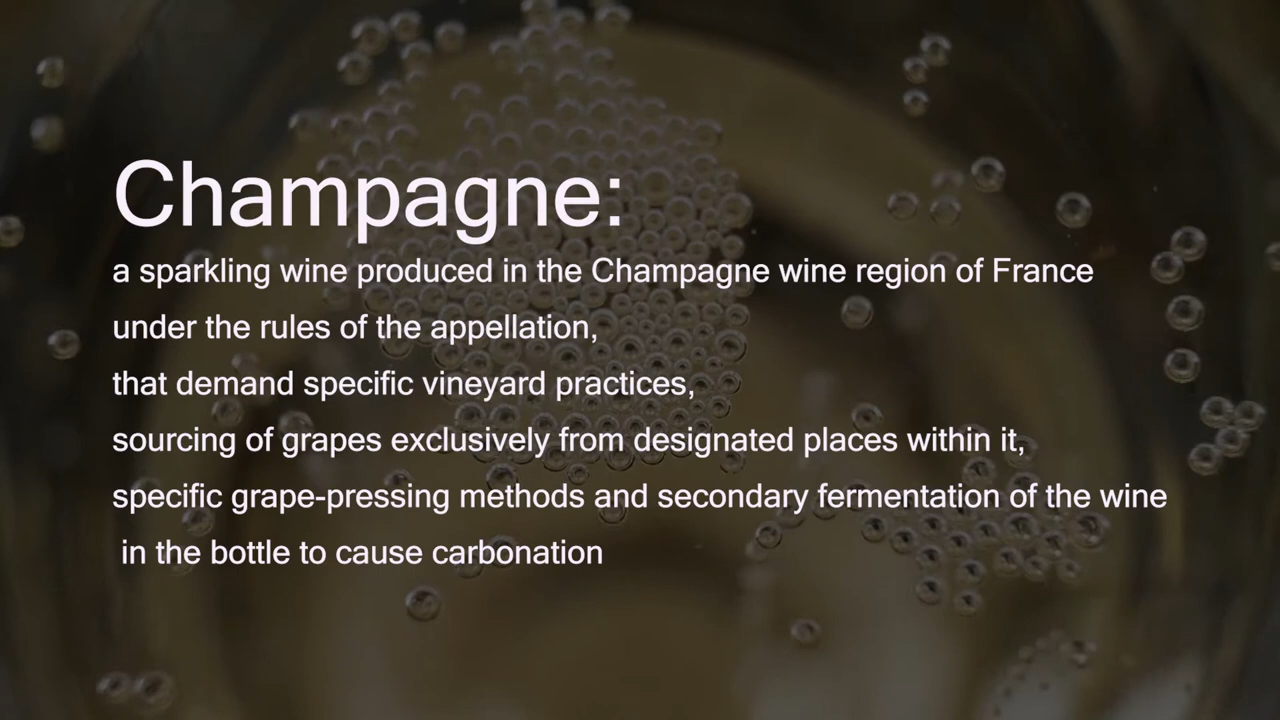 Champagne:
a sparkling wine produced in the Champagne wine region of France
under the rules of the appellation,
that demand specific vineyard practices,
sourcing of grapes exclusively from designated places within it,
specific grape-pressing methods and secondary fermentation of the wine
in the bottle to cause carbonation